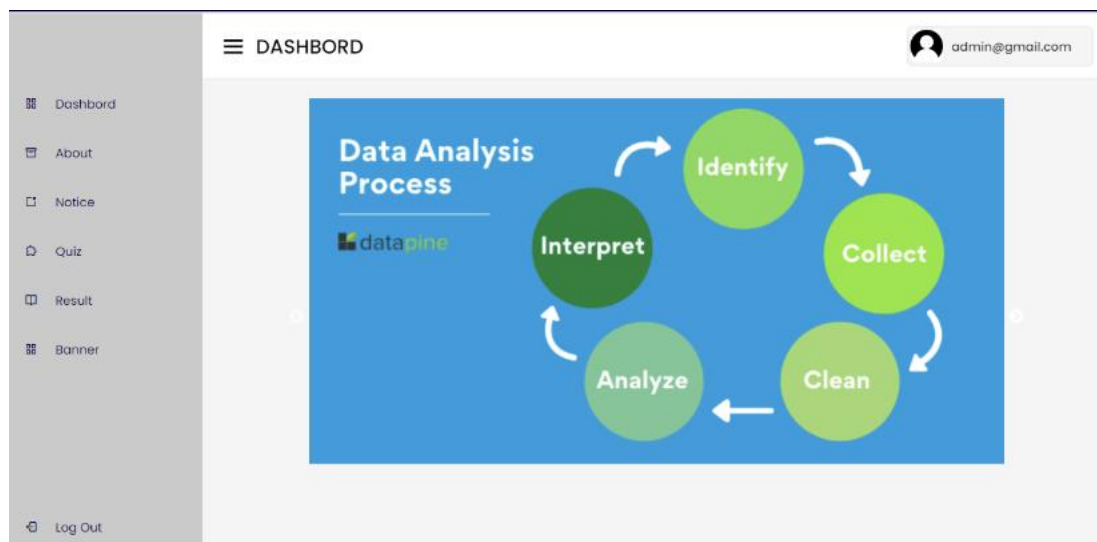 DASHBORD
admin@gmail.com
Dashbord
About
Notice
Quiz
Result
Banner
Log Out
Data Analysis
Process
datapine
Identify
Collect
Clean
Analyze
Interpret